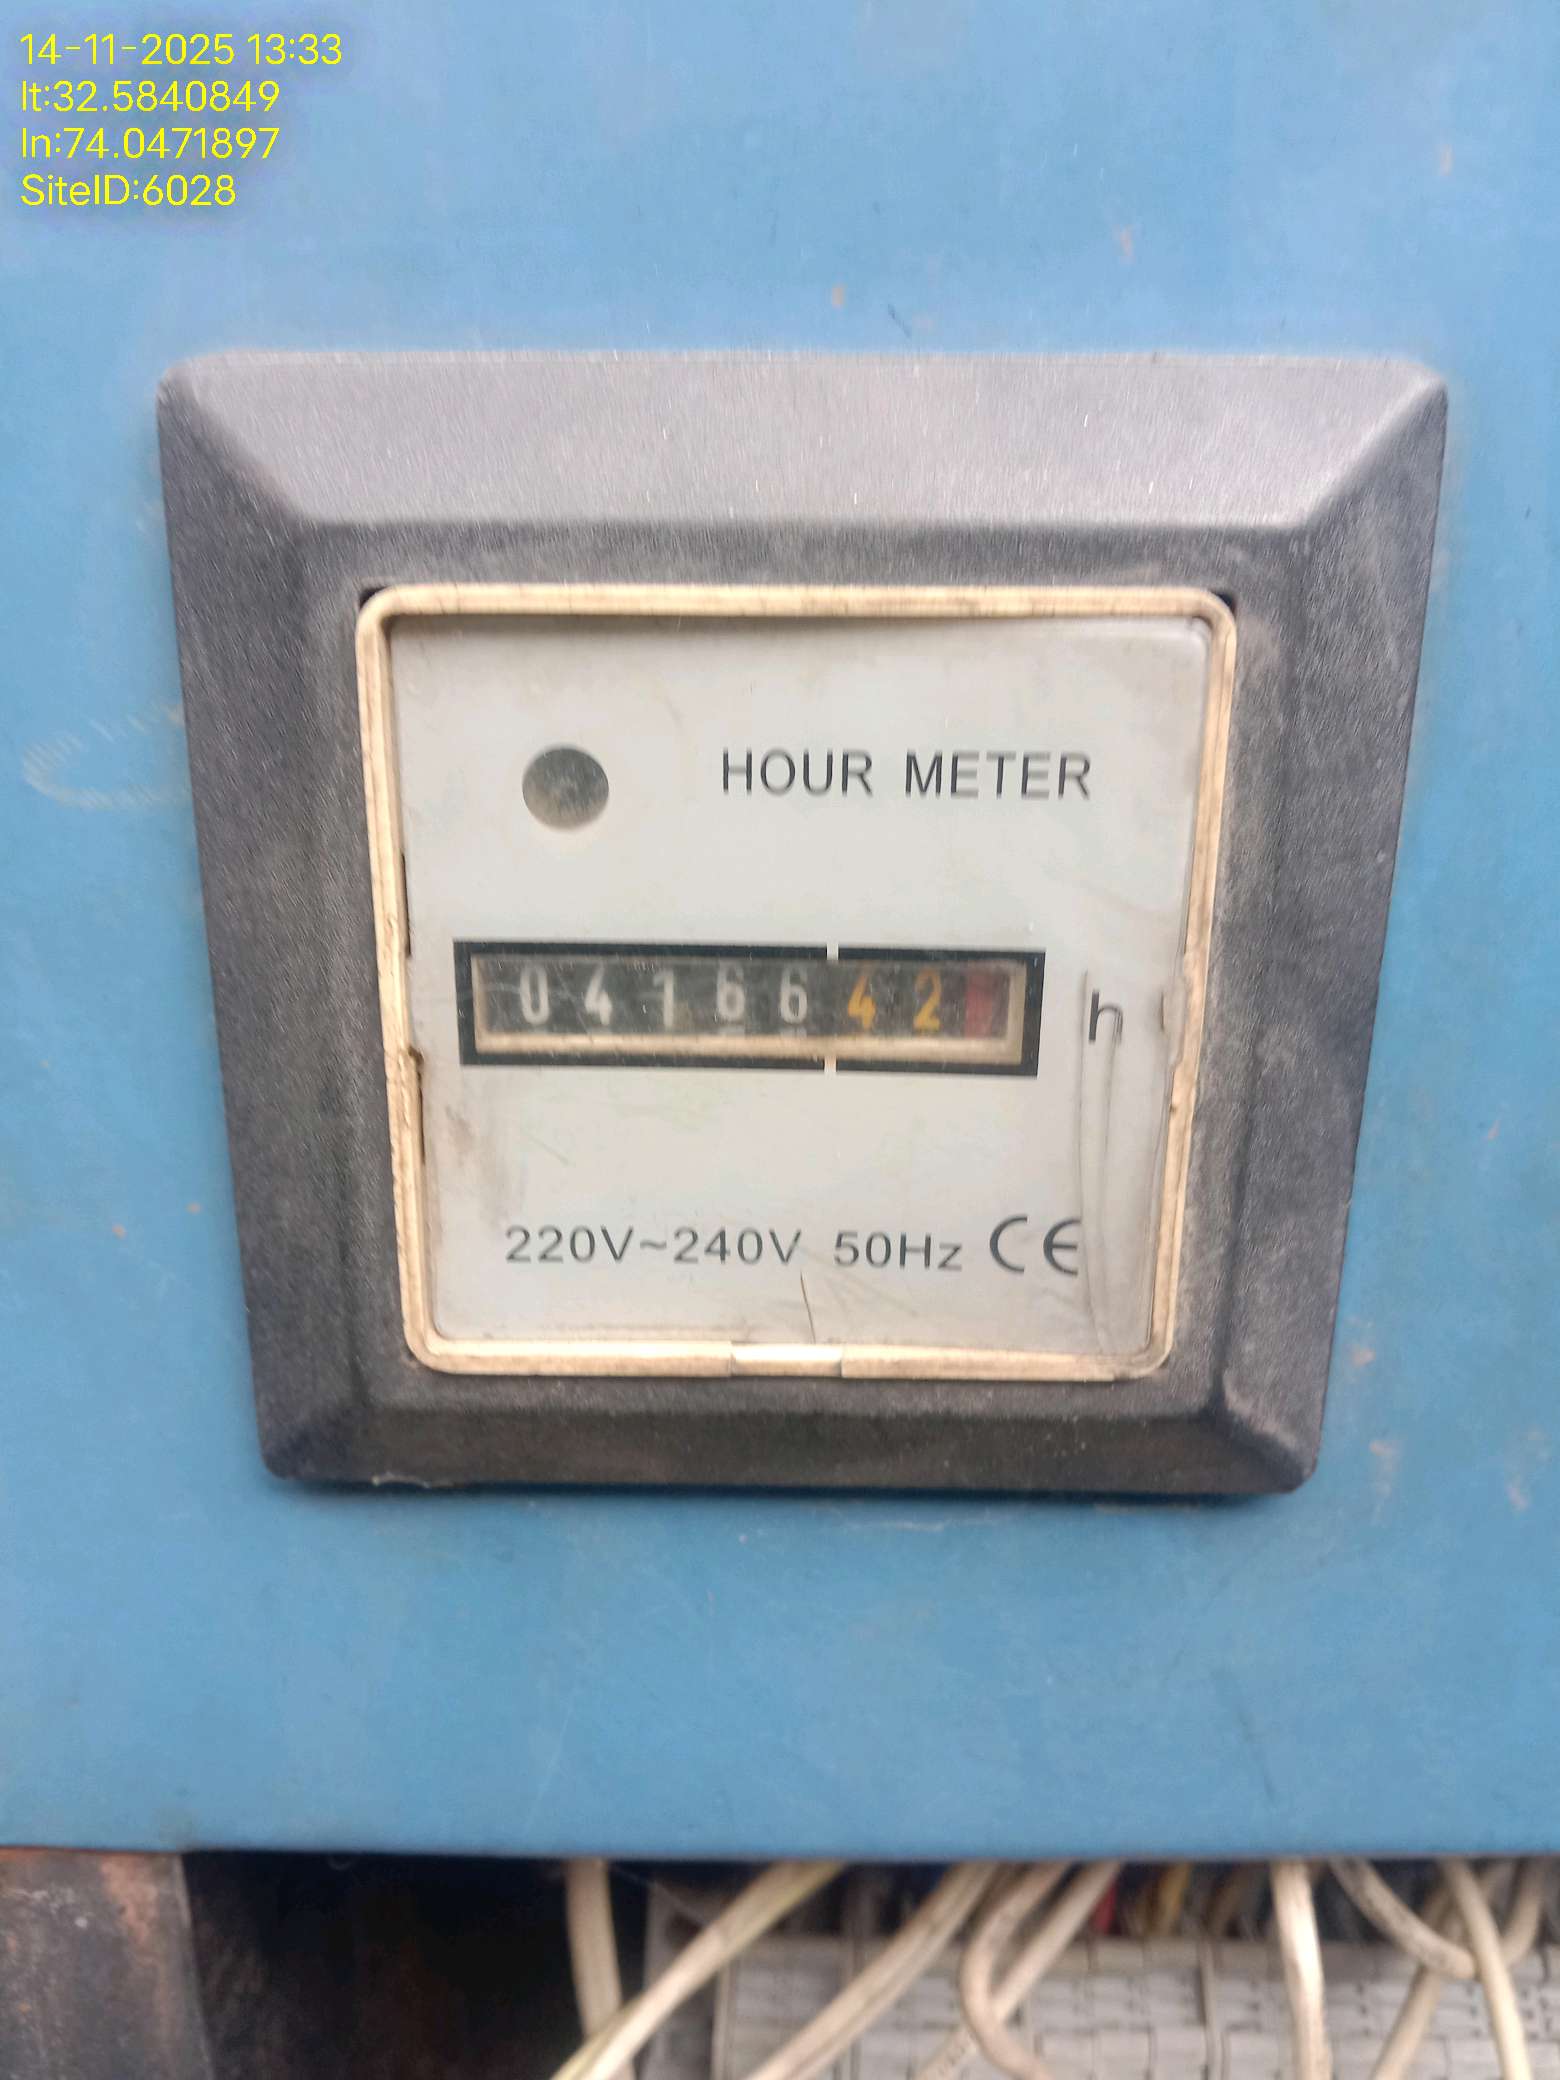 14-11-2025 13:33
lt:32.5840849
ln:74.0471897
SiteID:6028
HOUR METER
0416642 h
220V~240V 50Hz CE